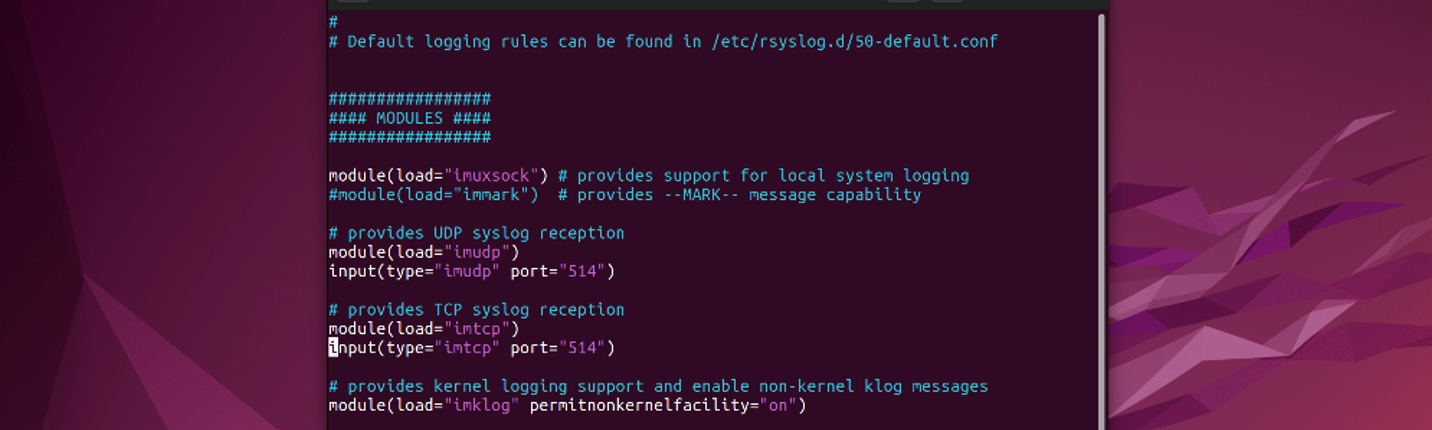 #
# Default logging rules can be found in /etc/rsyslog.d/50-default.conf
#################
#### MODULES ####
#################
module(load="imuxsock") # provides support for local system logging
#module(load="immark")  # provides --MARK-- message capability
# provides UDP syslog reception
module(load="imudp")
input(type="imudp" port="514")
# provides TCP syslog reception
module(load="imtcp")
input(type="imtcp" port="514")
# provides kernel logging support and enable non-kernel klog messages
module(load="imklog" permitnonkernelfacility="on")